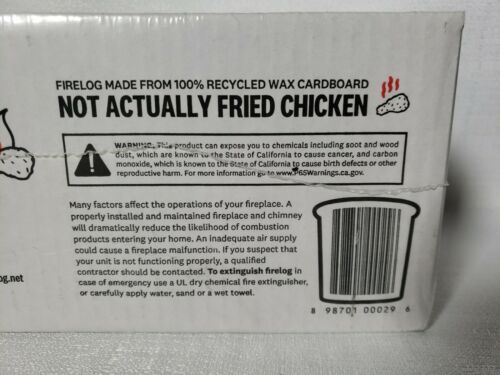 FIRELOG MADE FROM 100% RECYCLED WAX CARDBOARD
NOT ACTUALLY FRIED CHICKEN
WARNING: This product can expose you to chemicals including soot and wood
dust, which are known to the State of California to cause cancer, and carbon
monoxide, which is known to the State of California to cause birth defects or other
reproductive harm. For more information go to www.P65Warnings.ca.gov.
Many factors affect the operations of your fireplace. A
properly installed and maintained fireplace and chimney
will dramatically reduce the likelihood of combustion
products entering your home. An inadequate air supply
could cause a fireplace malfunction. If you suspect that
your unit is not functioning properly, a qualified
contractor should be contacted. To extinguish firelog in
case of emergency use a UL dry chemical fire extinguisher,
or carefully apply water, sand or a wet towel.
og.net
8 98701 00029 6